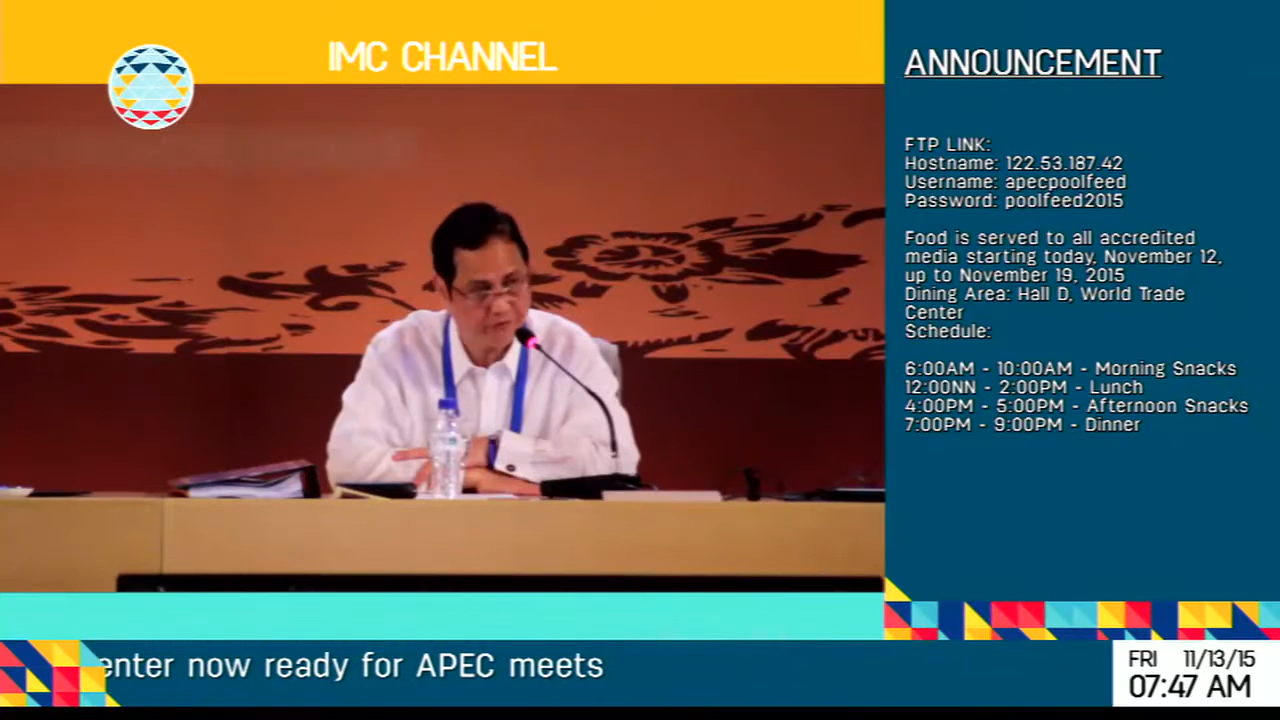 IMC CHANNEL
ANNOUNCEMENT
FTP LINK:
Hostname: 122.53.187.42
Username: apecpoolfeed
Password: poolfeed2015
Food is served to all accredited
media starting today, November 12,
up to November 19, 2015
Dining Area: Hall D, World Trade
Center
Schedule:
6:00AM - 10:00AM - Morning Snacks
12:00NN - 2:00PM - Lunch
4:00PM - 5:00PM - Afternoon Snacks
7:00PM - 9:00PM - Dinner
enter now ready for APEC meets
FRI 11/13/15
07:47 AM